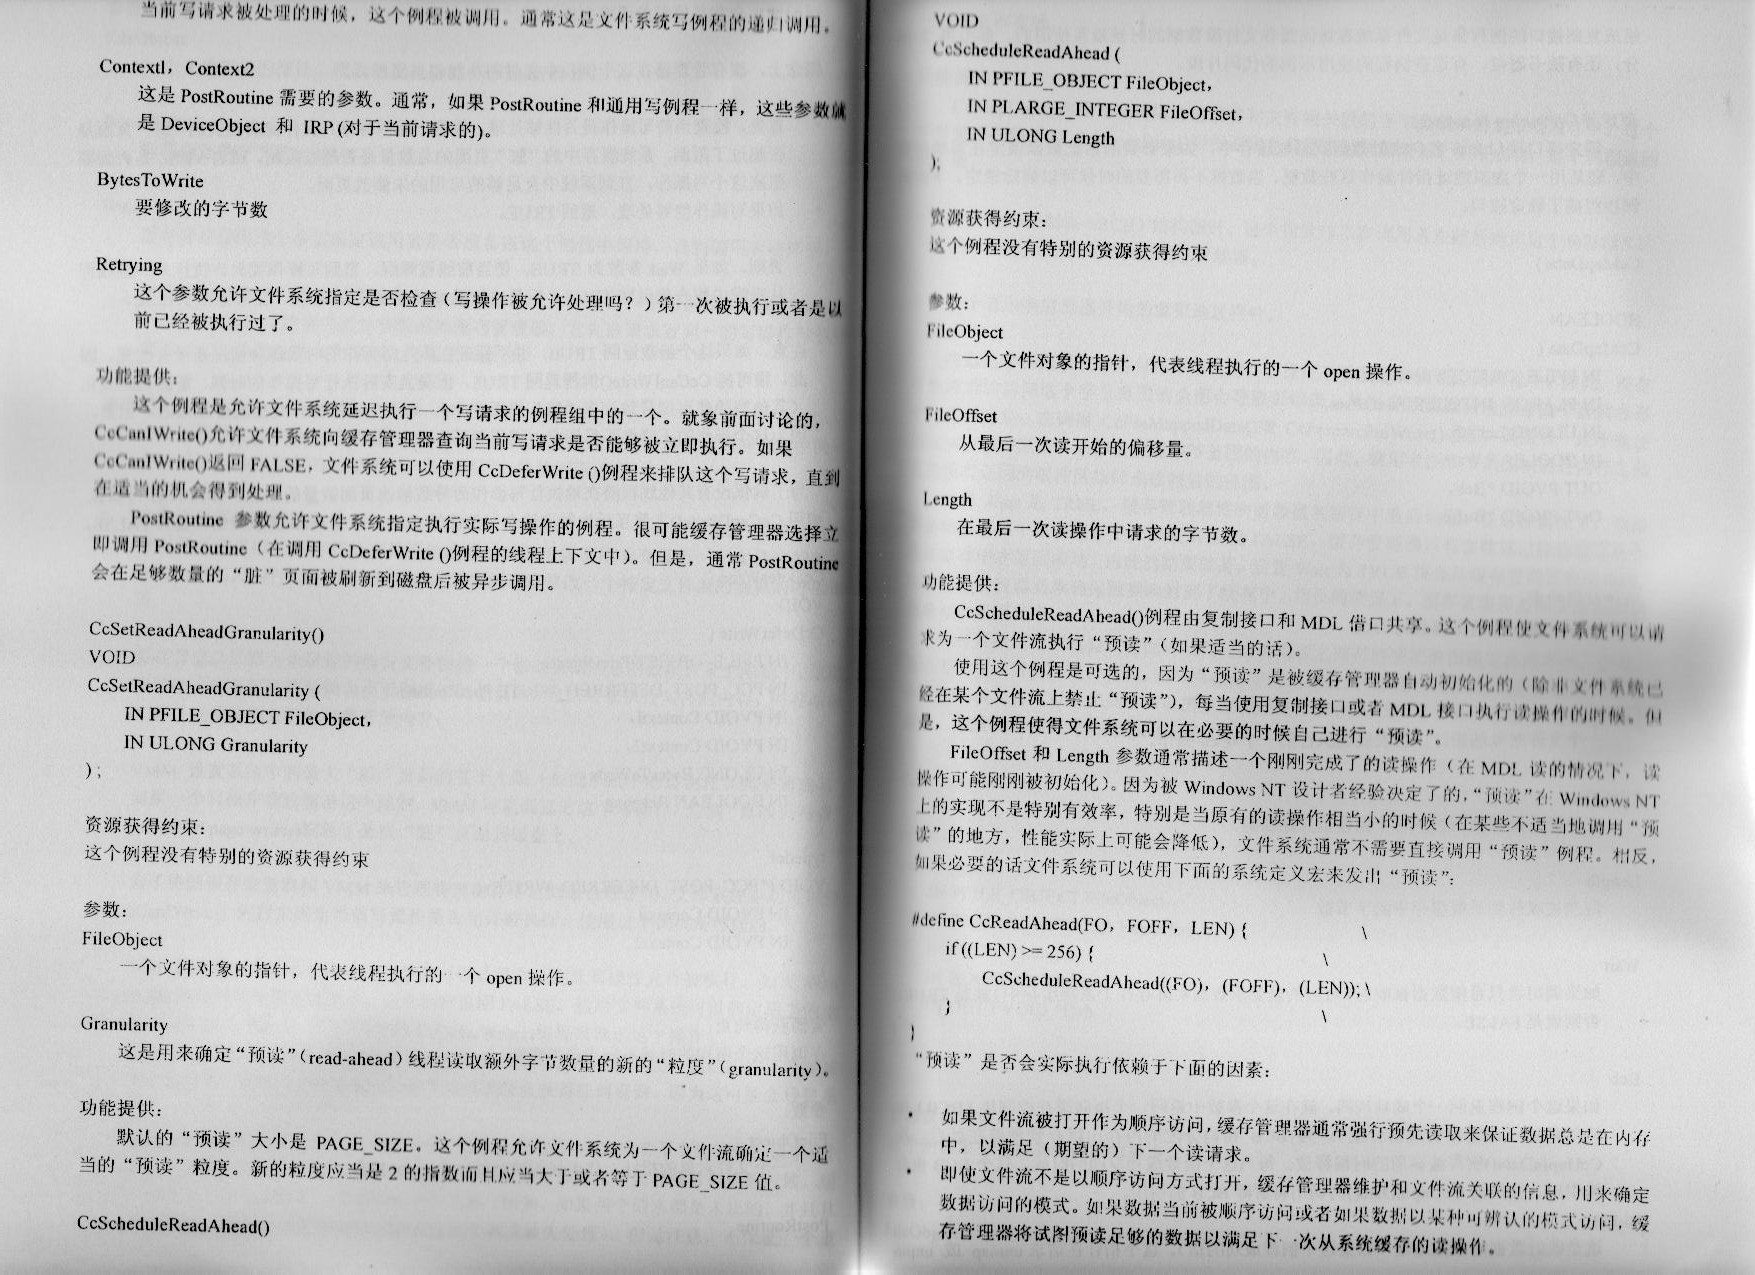 当前写请求被处理的时候，这个例程被调用。通常这是文件系统写例程的递归调用。
Context1，Context2
这是 PostRoutine 需要的参数。通常，如果 PostRoutine 和通用写例程一样，这些参数就
是 DeviceObject 和 IRP (对于当前请求的)。
BytesToWrite
要修改的字节数
Retrying
这个参数允许文件系统指定是否检查（写操作被允许处理吗？）第一次被执行或者是以
前已经被执行过了。
功能提供：
这个例程是允许文件系统延迟执行一个写请求的例程组中的一个。就象前面讨论的，
CcCanIWrite()允许文件系统向缓存管理器查询当前写请求是否能够被立即执行。如果
CcCanIWrite()返回 FALSE，文件系统可以使用 CcDeferWrite ()例程来排队这个写请求，直到
在适当的机会得到处理。
PostRoutine 参数允许文件系统指定执行实际写操作的例程。很可能缓存管理器选择立
即调用 PostRoutine（在调用 CcDeferWrite ()例程的线程上下文中）。但是，通常 PostRoutine
会在足够数量的“脏”页面被刷新到磁盘后被异步调用。
CcSetReadAheadGranularity()
VOID
CcSetReadAheadGranularity (
IN PFILE_OBJECT FileObject，
IN ULONG Granularity
)；
资源获得约束：
这个例程没有特别的资源获得约束
参数：
FileObject
一个文件对象的指针，代表线程执行的一个 open 操作。
Granularity
这是用来确定“预读”（read-ahead）线程读取额外字节数量的新的“粒度”（granularity）。
功能提供：
默认的“预读”大小是 PAGE_SIZE。这个例程允许文件系统为一个文件流确定一个适
当的“预读”粒度。新的粒度应当是 2 的指数而且应当大于或者等于 PAGE_SIZE 值。
CcScheduleReadAhead()
VOID
CcScheduleReadAhead (
IN PFILE_OBJECT FileObject，
IN PLARGE_INTEGER FileOffset，
IN ULONG Length
)；
资源获得约束：
这个例程没有特别的资源获得约束
参数：
FileObject
一个文件对象的指针，代表线程执行的一个 open 操作。
FileOffset
从最后一次读开始的偏移量。
Length
在最后一次读操作中请求的字节数。
功能提供：
CcScheduleReadAhead()例程由复制接口和 MDL 借口共享。这个例程使文件系统可以请
求为一个文件流执行“预读”（如果适当的话）。
使用这个例程是可选的，因为“预读”是被缓存管理器自动初始化的（除非文件系统已
经在某个文件流上禁止“预读”），每当使用复制接口或者 MDL 接口执行读操作的时候。但
是，这个例程使得文件系统可以在必要的时候自己进行“预读”。
FileOffset 和 Length 参数通常描述一个刚刚完成了的读操作（在 MDL 读的情况下，读
操作可能刚刚被初始化）。因为被 Windows NT 设计者经验决定了的，“预读”在 Windows NT
上的实现不是特别有效率，特别是当原有的读操作相当小的时候（在某些不适当地调用“预
读”的地方，性能实际上可能会降低），文件系统通常不需要直接调用“预读”例程。相反，
如果必要的话文件系统可以使用下面的系统定义宏来发出“预读”：
#define CcReadAhead(FO，FOFF，LEN) { \
if ((LEN) >= 256) { \
CcScheduleReadAhead((FO)，(FOFF)，(LEN)); \
} \
}
“预读”是否会实际执行依赖于下面的因素：
• 如果文件流被打开作为顺序访问，缓存管理器通常强行预先读取来保证数据总是在内存
中，以满足（期望的）下一个读请求。
• 即使文件流不是以顺序访问方式打开，缓存管理器维护和文件流关联的信息，用来确定
数据访问的模式。如果数据当前被顺序访问或者如果数据以某种可辨认的模式访问，缓
存管理器将试图预读足够的数据以满足下一次从系统缓存的读操作。